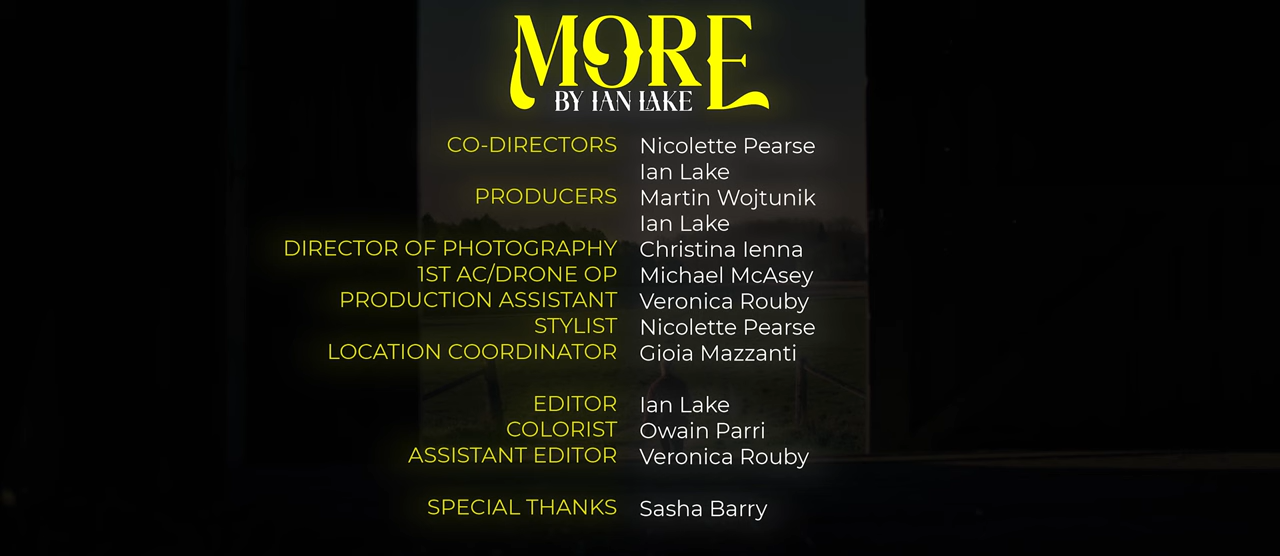 MORE
BY IAN LAKE
CO-DIRECTORS Nicolette Pearse
Ian Lake
PRODUCERS Martin Wojtunik
Ian Lake
DIRECTOR OF PHOTOGRAPHY Christina Ienna
1ST AC/DRONE OP Michael McAsey
PRODUCTION ASSISTANT Veronica Rouby
STYLIST Nicolette Pearse
LOCATION COORDINATOR Gioia Mazzanti
EDITOR Ian Lake
COLORIST Owain Parri
ASSISTANT EDITOR Veronica Rouby
SPECIAL THANKS Sasha Barry